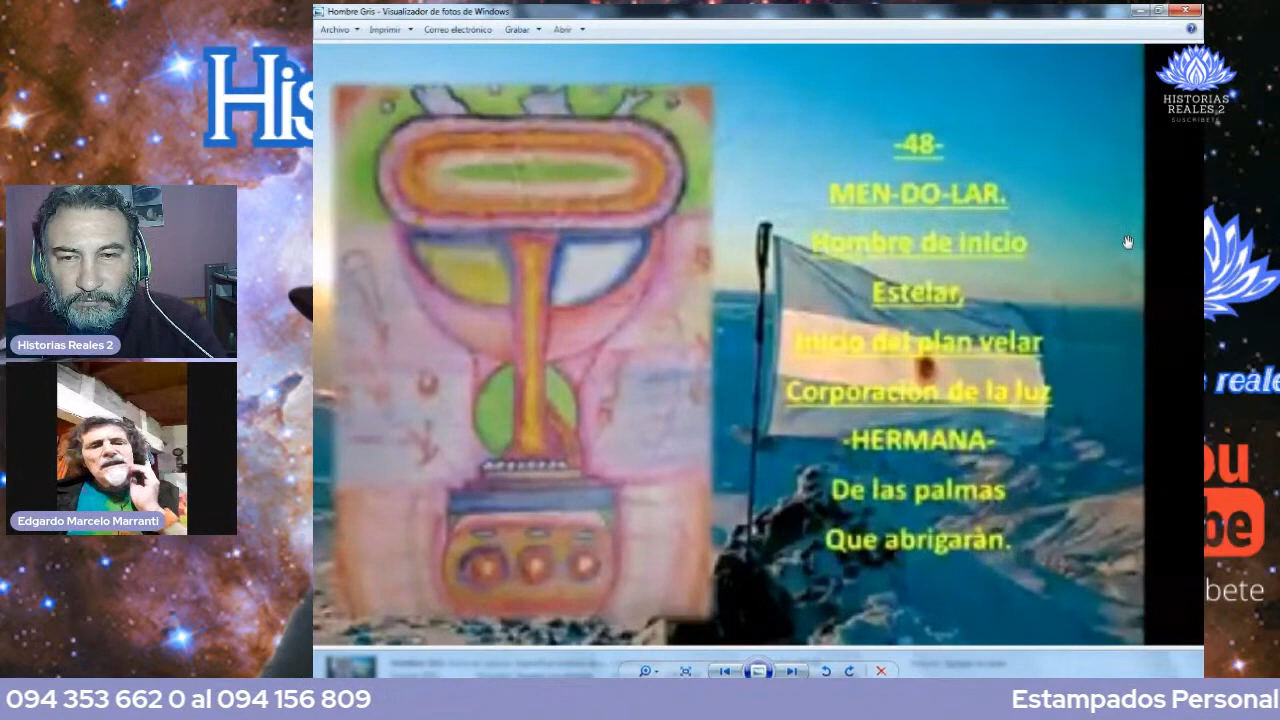 Hombre Gris - Visualizador de fotos de Windows
Archivo Imprimir Correo electrónico Grabar Abrir
His
HISTORIAS
REALES 2
SUSCRIBETE
-48-
MEN-DO-LAR.
Hombre de inicio
Estelar,
Inicio del plan velar
Corporacion de la luz
-HERMANA-
De las palmas
Que abrigaràn.
Historias Reales 2
Edgardo Marcelo Marranti
reale
ou
be
bete
094 353 662 0 al 094 156 809
Estampados Personal